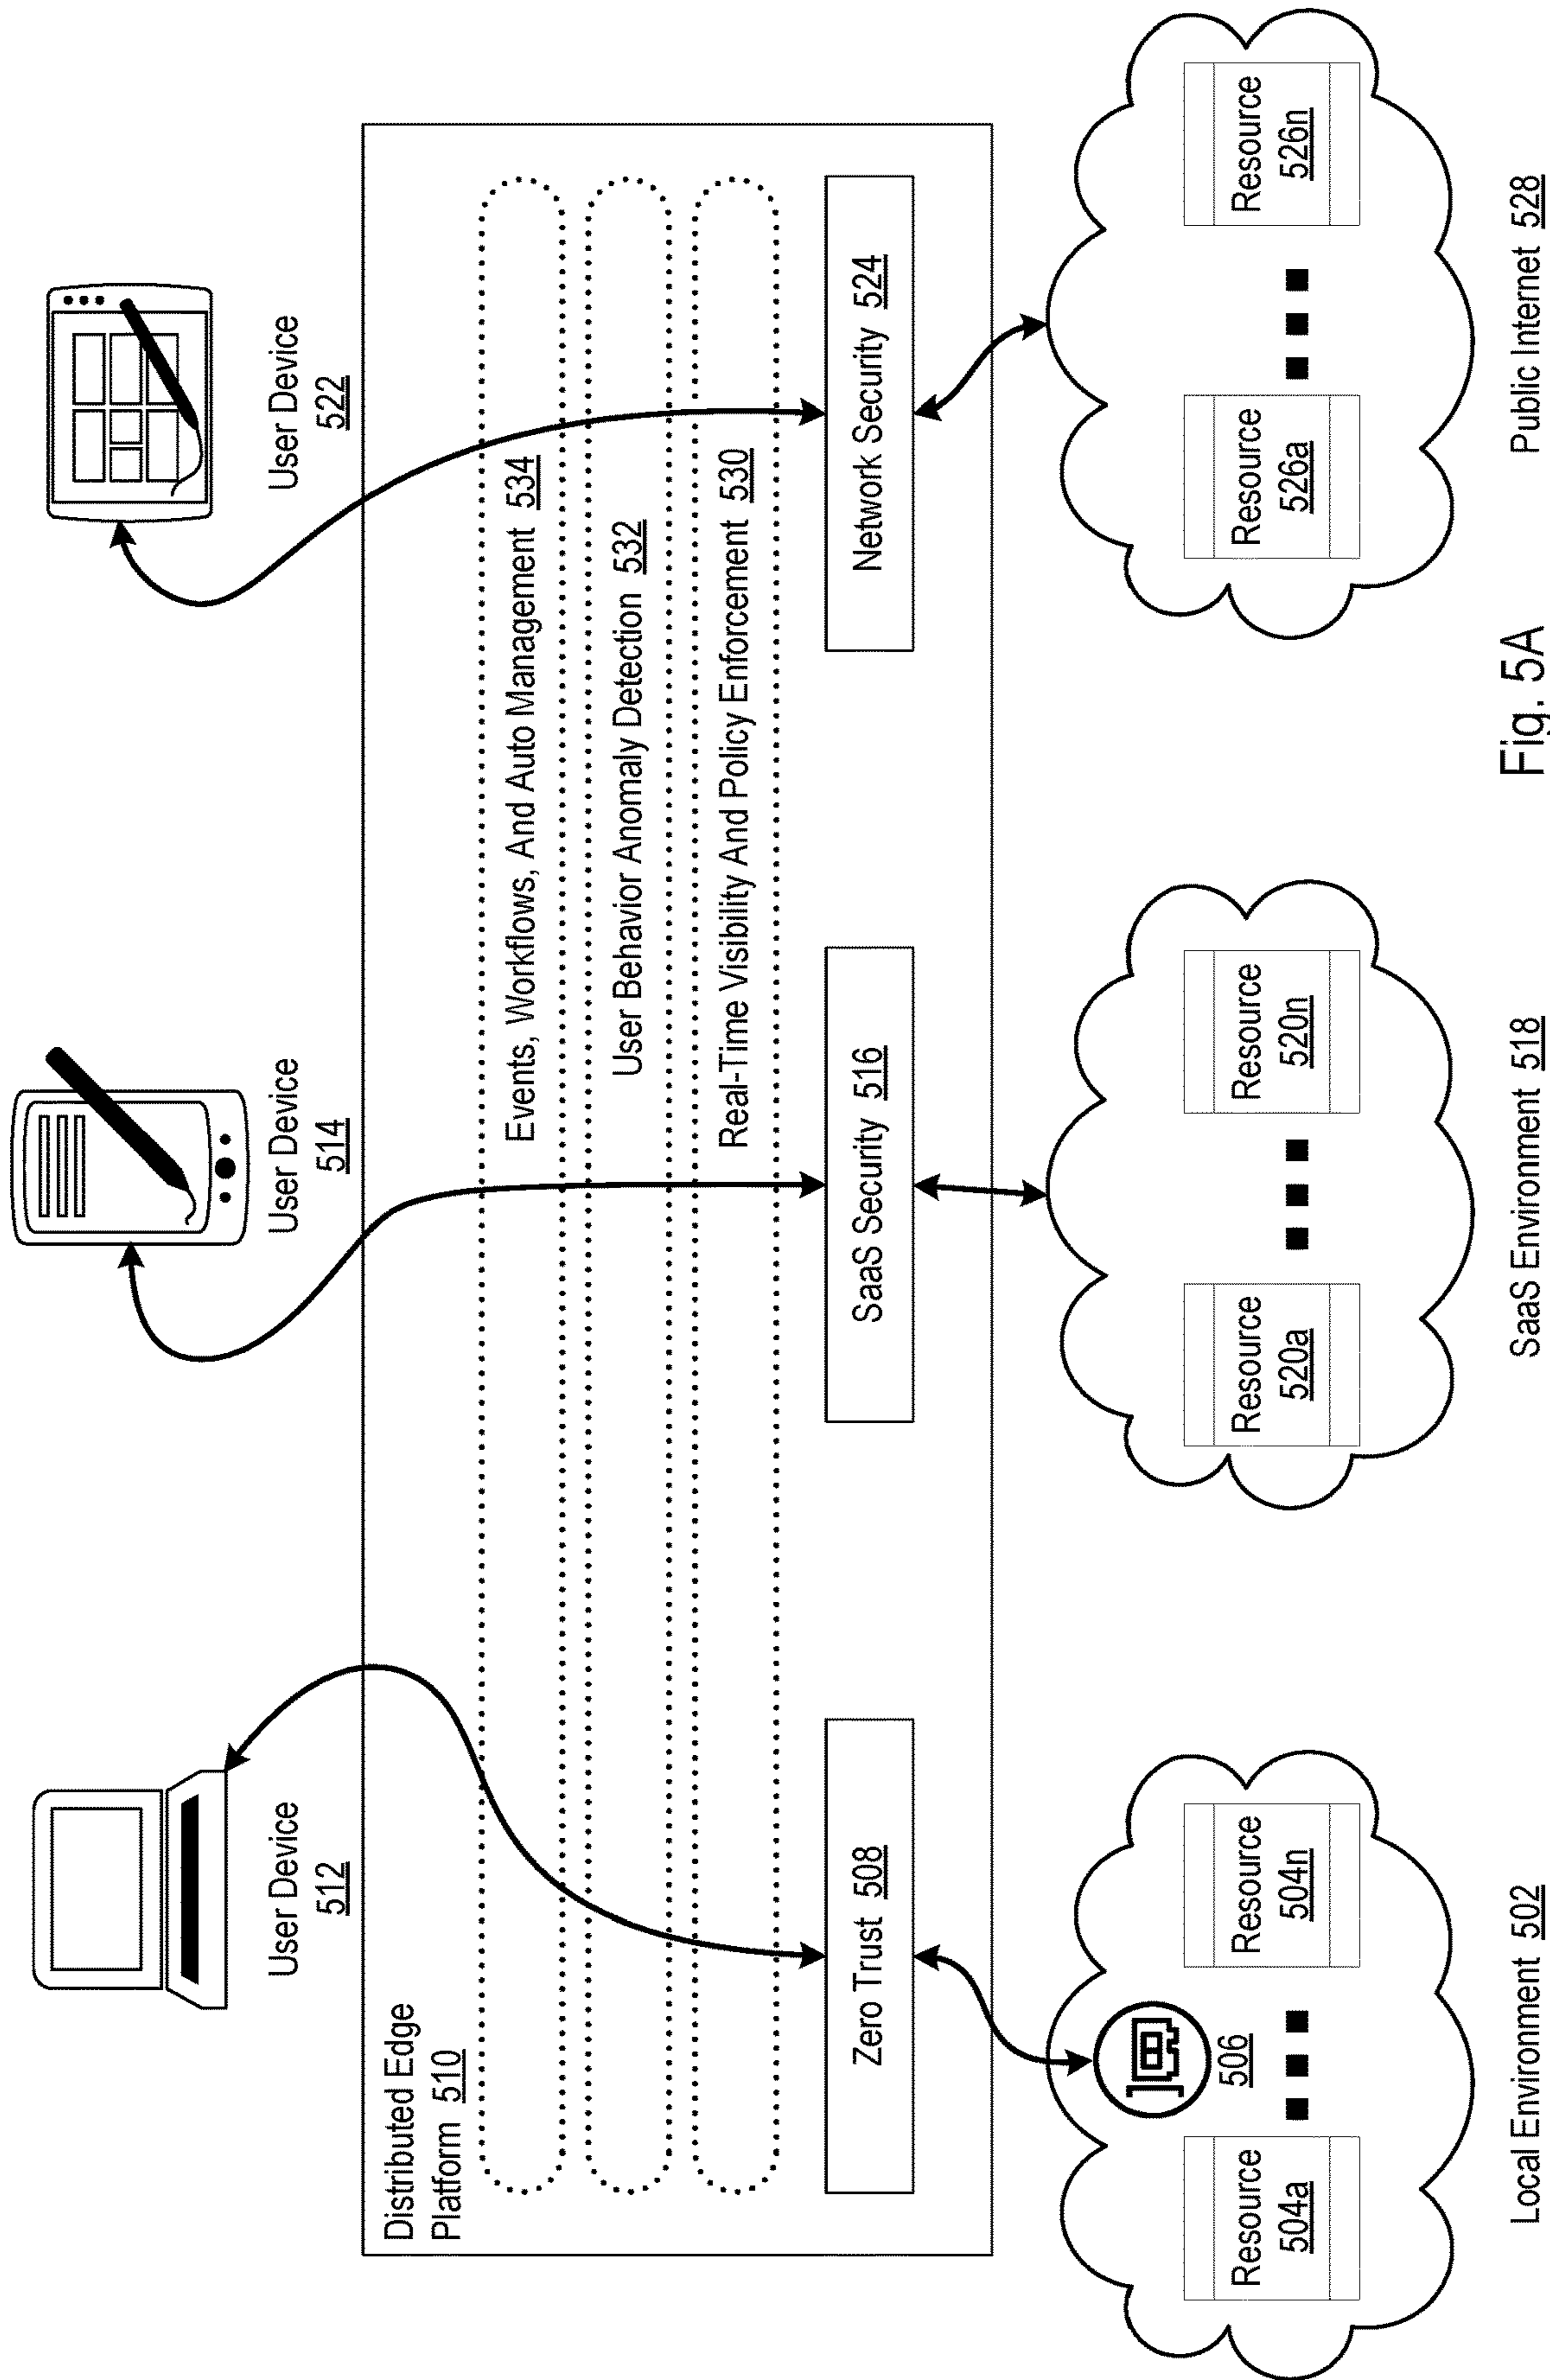 User Device
512
User Device
514
User Device
522
Distributed Edge
Platform 510
Events, Workflows, And Auto Management 534
User Behavior Anomaly Detection 532
Real-Time Visibility And Policy Enforcement 530
Zero Trust 508
SaaS Security 516
Network Security 524
506
Resource
504a
Resource
504n
Resource
520a
Resource
520n
Resource
526a
Resource
526n
Local Environment 502
SaaS Environment 518
Public Internet 528
Fig. 5A